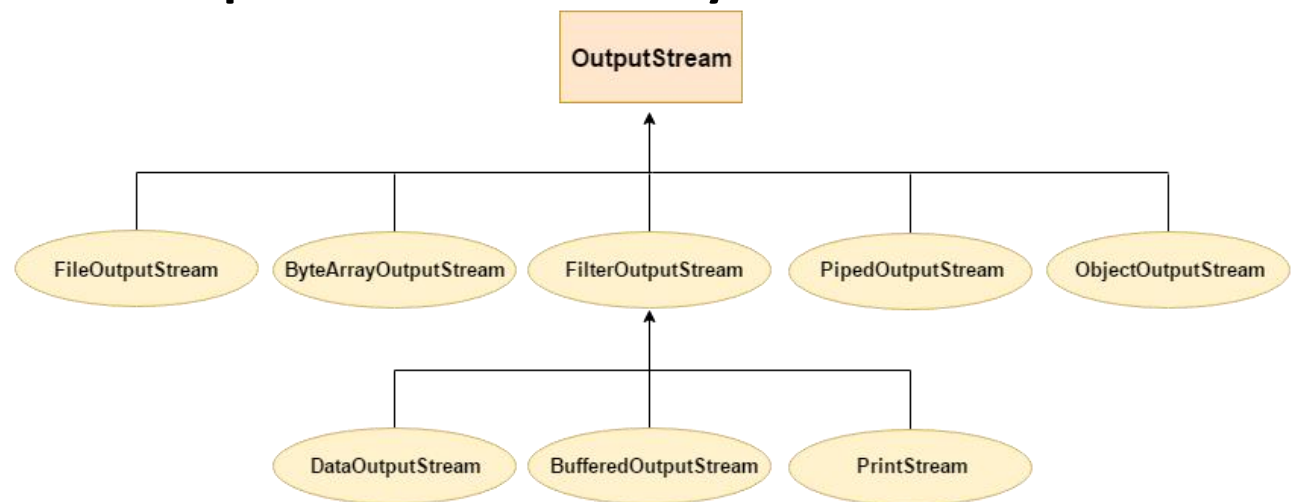 OutputStream
FileOutputStream
ByteArrayOutputStream
FilterOutputStream
PipedOutputStream
ObjectOutputStream
DataOutputStream
BufferedOutputStream
PrintStream